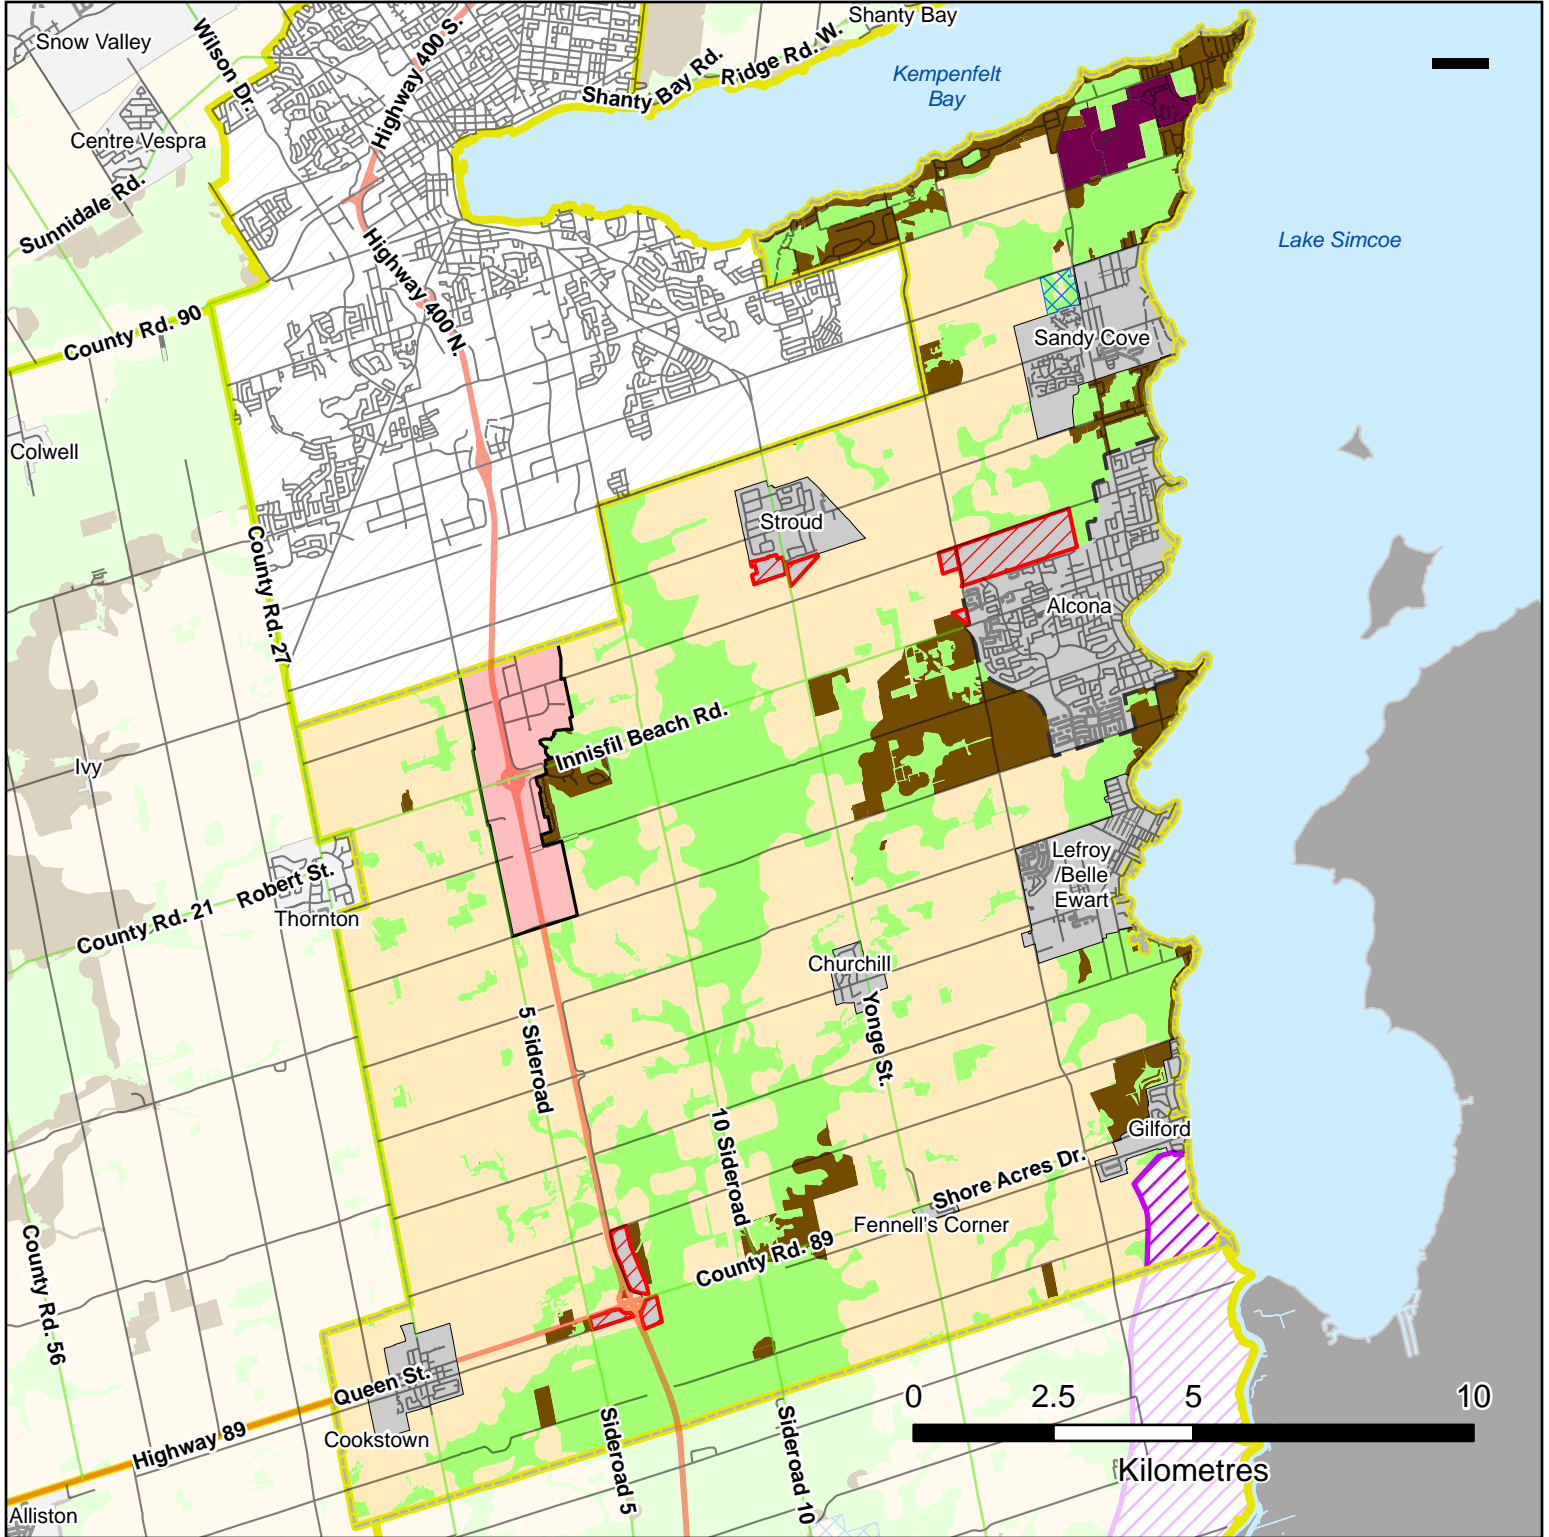 Shanty Bay
Snow Valley
Wilson Dr.
Highway 400 S.
Ridge Rd. W.
Shanty Bay Rd.
Kempenfelt
Bay
Centre Vespra
Sunnidale Rd.
Lake Simcoe
Highway 400 N.
County Rd. 90
Sandy Cove
Colwell
Stroud
County Rd. 27
Alcona
Innisfil Beach Rd.
Ivy
Lefroy
/Belle
Ewart
Robert St.
County Rd. 21
Thornton
Churchill
Yonge St.
5 Sideroad
10 Sideroad
Gilford
Shore Acres Dr.
Fennell's Corner
County Rd. 89
County Rd. 56
Queen St.
0 2.5 5 10
Kilometres
Highway 89
Cookstown
Sideroad 5
Sideroad 10
Alliston